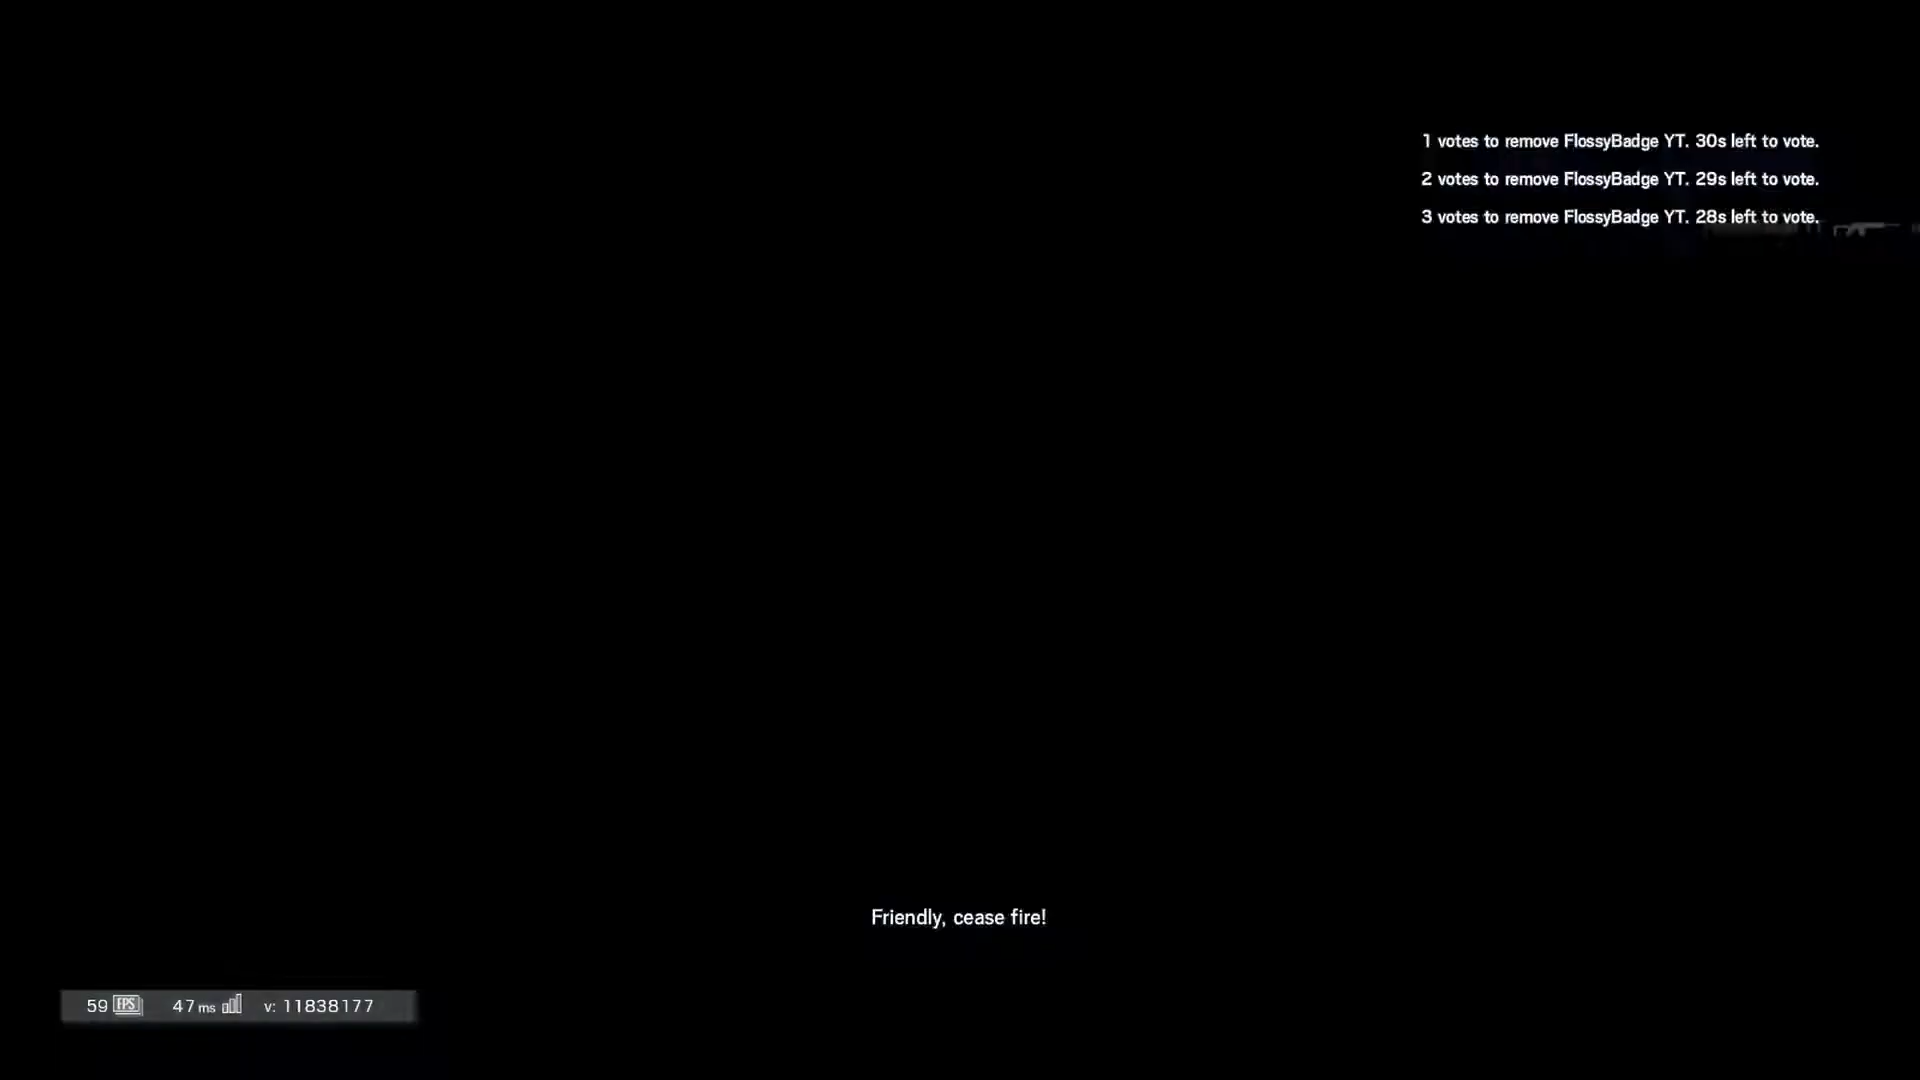 1 votes to remove FlossyBadge YT. 30s left to vote.
2 votes to remove FlossyBadge YT. 29s left to vote.
3 votes to remove FlossyBadge YT. 28s left to vote.
Friendly, cease fire!
59 FPS 47 ms v: 11838177